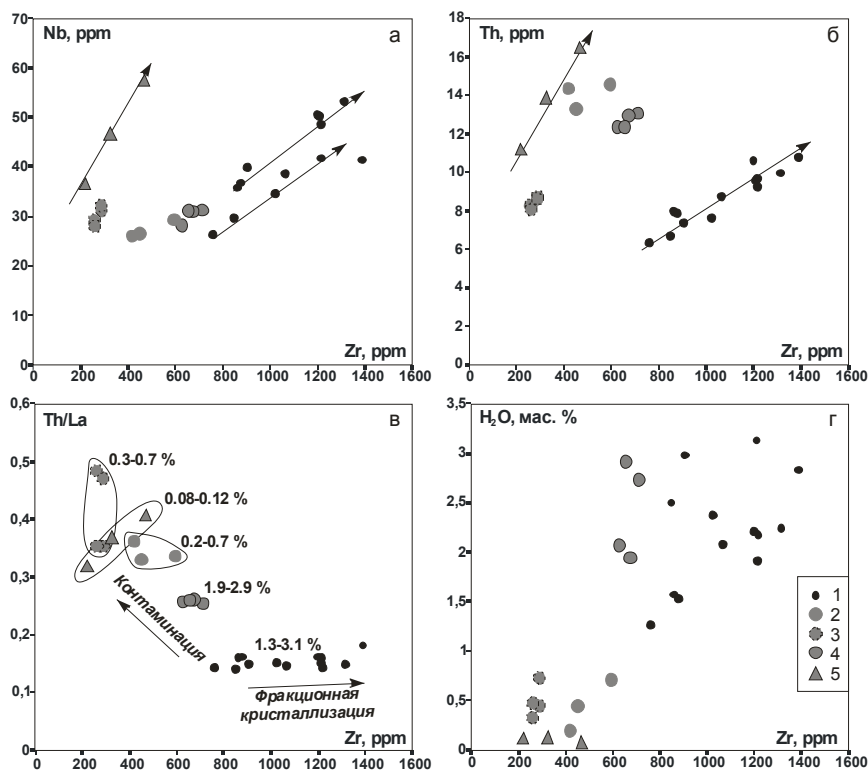 Nb, ppm
а
70
60
50
40
30
20
10
0
0 200 400 600 800 1000 1200 1400 1600
Zr, ppm
Th, ppm
б
18
16
14
12
10
8
6
4
2
0
0 200 400 600 800 1000 1200 1400 1600
Zr, ppm
Th/La
в
0,6
0,5
0,4
0,3
0,2
0,1
0
0.3-0.7 %
0.08-0.12 %
0.2-0.7 %
1.9-2.9 %
1.3-3.1 %
Контаминация
Фракционная
кристаллизация
0 200 400 600 800 1000 1200 1400 1600
Zr, ppm
H₂O, мас. %
г
3,5
3
2,5
2
1,5
1
0,5
0
1
2
3
4
5
0 200 400 600 800 1000 1200 1400 1600
Zr, ppm